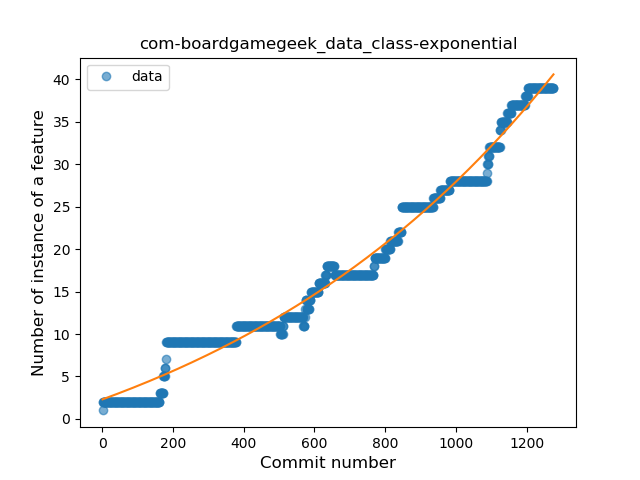 com-boardgamegeek_data_class-exponential
data
Number of instance of a feature
40
35
30
25
20
15
10
5
0
0 200 400 600 800 1000 1200
Commit number